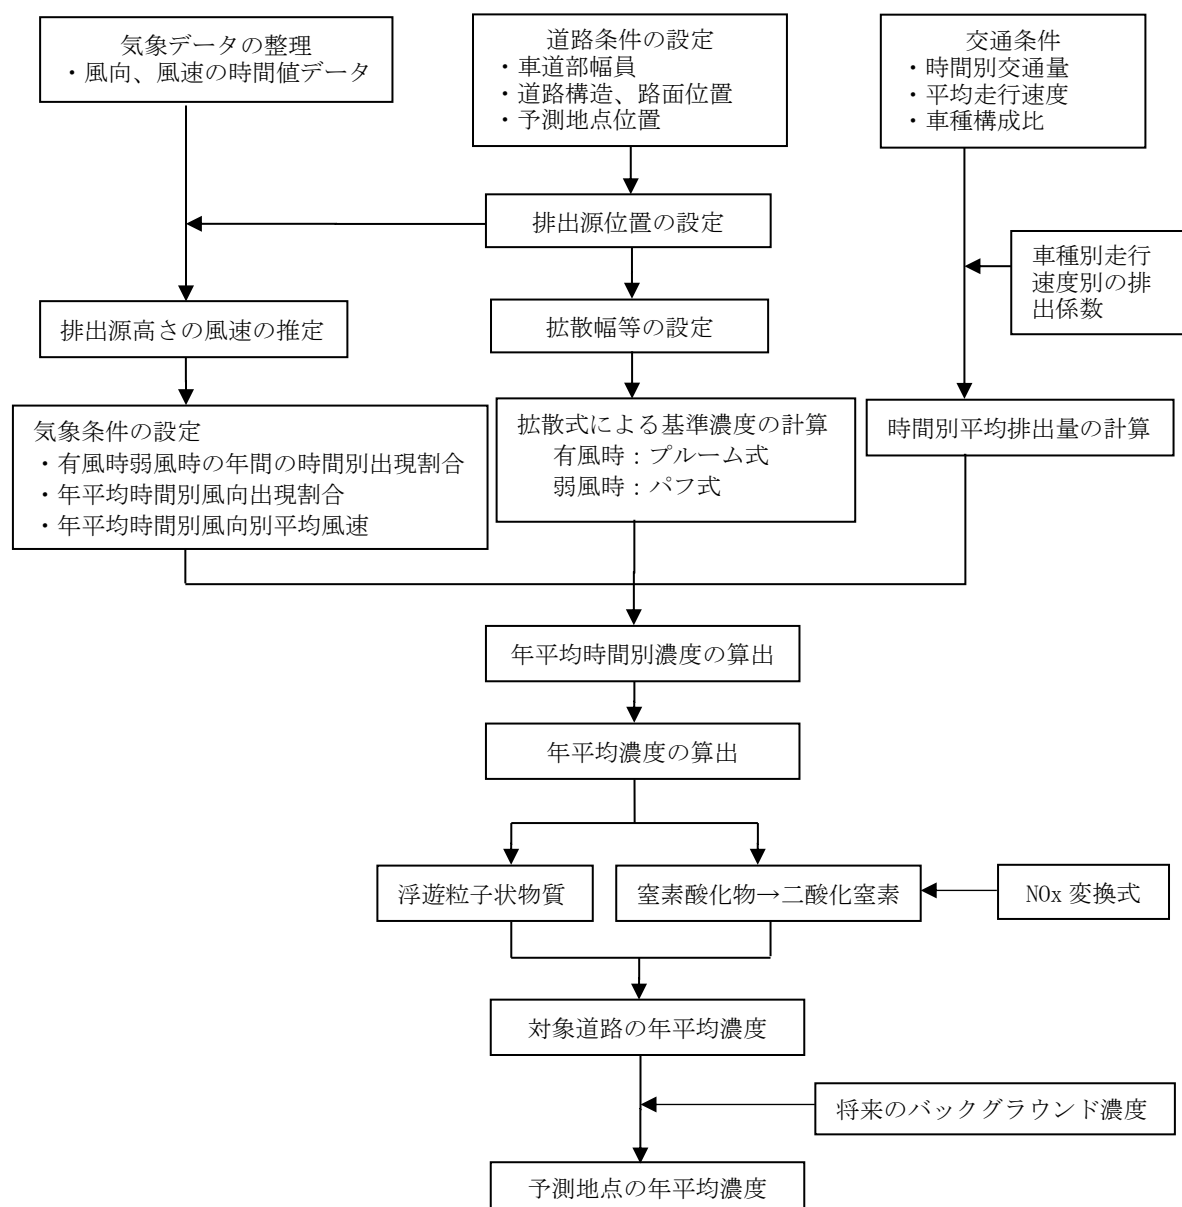 気象データの整理
・風向、風速の時間値データ
道路条件の設定
・車道部幅員
・道路構造、路面位置
・予測地点位置
交通条件
・時間別交通量
・平均走行速度
・車種構成比
排出源位置の設定
車種別走行
速度別の排
出係数
排出源高さの風速の推定
拡散幅等の設定
気象条件の設定
・有風時弱風時の年間の時間別出現割合
・年平均時間別風向出現割合
・年平均時間別風向別平均風速
拡散式による基準濃度の計算
有風時：プルーム式
弱風時：パフ式
時間別平均排出量の計算
年平均時間別濃度の算出
年平均濃度の算出
浮遊粒子状物質
窒素酸化物→二酸化窒素
NOx 変換式
対象道路の年平均濃度
将来のバックグラウンド濃度
予測地点の年平均濃度